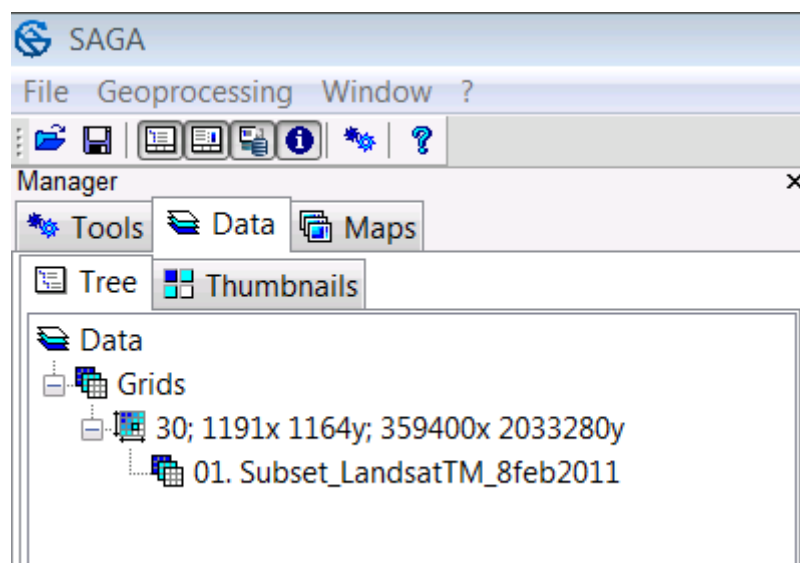 SAGA
File Geoprocessing Window ?
Manager
Tools Data Maps
Tree Thumbnails
Data
Grids
30; 1191x 1164y; 359400x 2033280y
01. Subset_LandsatTM_8feb2011